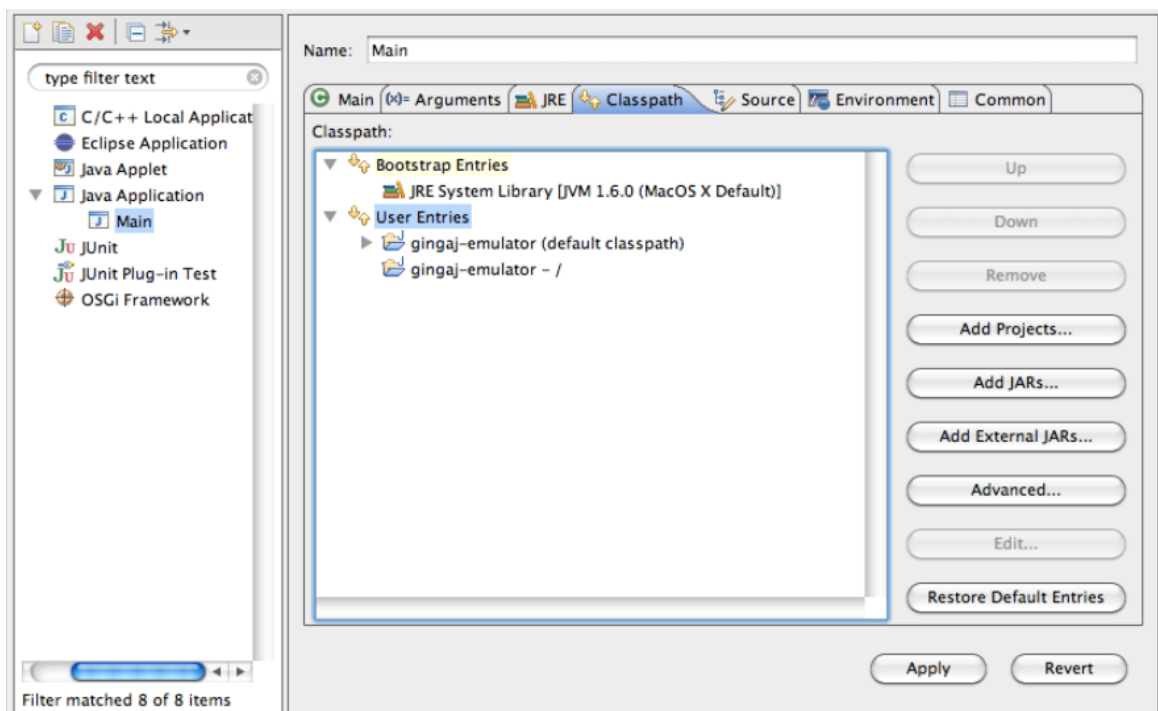 type filter text
C/C++ Local Applicat
Eclipse Application
Java Applet
Java Application
Main
JUnit
JUnit Plug-in Test
OSGi Framework
Filter matched 8 of 8 items
Name: Main
Main (x)= Arguments JRE Classpath Source Environment Common
Classpath:
Bootstrap Entries
JRE System Library [JVM 1.6.0 (MacOS X Default)]
User Entries
gingaj-emulator (default classpath)
gingaj-emulator - /
Up
Down
Remove
Add Projects...
Add JARs...
Add External JARs...
Advanced...
Edit...
Restore Default Entries
Apply Revert